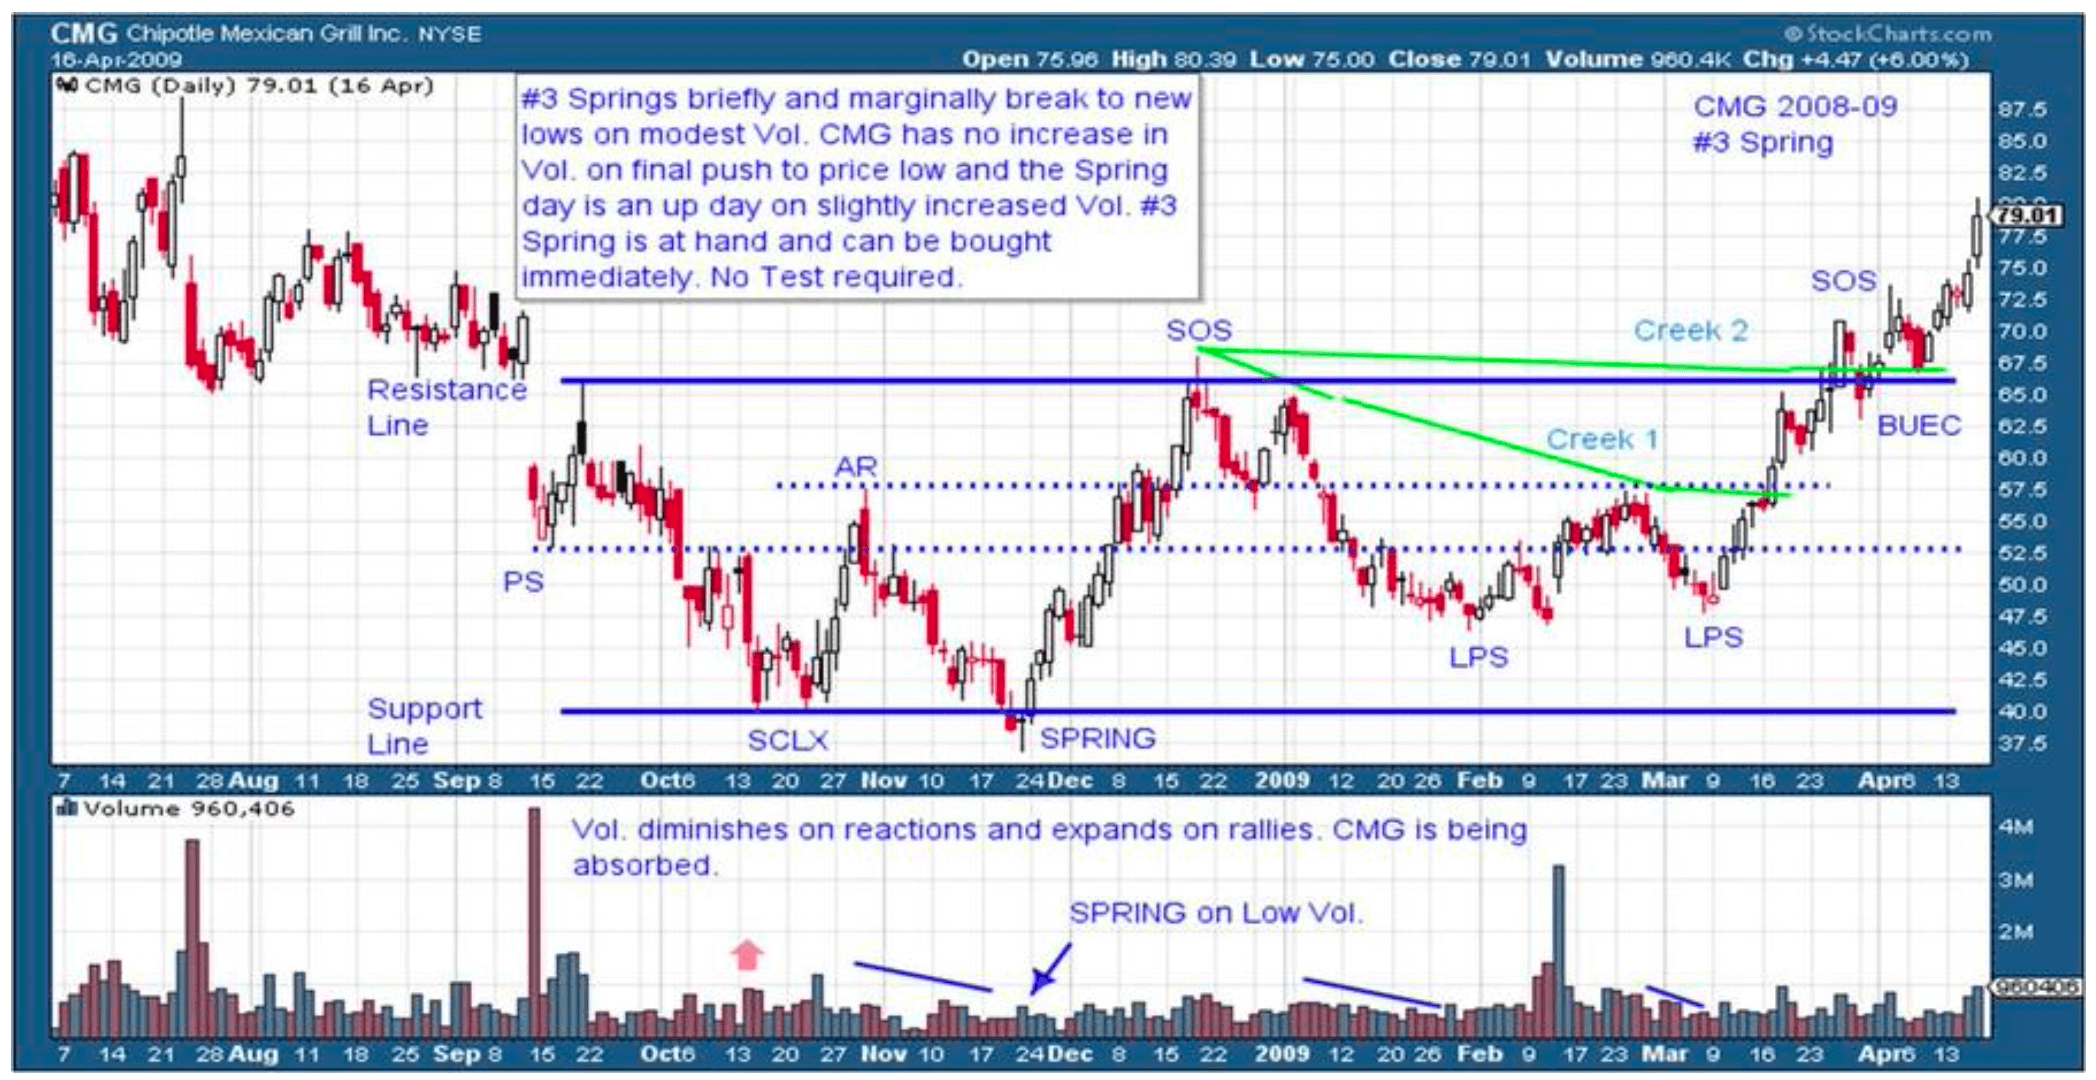 CMG Chipotle Mexican Grill Inc. NYSE
© StockCharts.com
16-Apr-2009
Open 75.96 High 80.39 Low 75.00 Close 79.01 Volume 960.4K Chg +4.47 (+6.00%)
CMG (Daily) 79.01 (16 Apr)
#3 Springs briefly and marginally break to new
lows on modest Vol. CMG has no increase in
Vol. on final push to price low and the Spring
day is an up day on slightly increased Vol. #3
Spring is at hand and can be bought
immediately. No Test required.
CMG 2008-09
#3 Spring
87.5
85.0
82.5
79.01
77.5
75.0
72.5
70.0
67.5
65.0
62.5
60.0
57.5
55.0
52.5
50.0
47.5
45.0
42.5
40.0
37.5
SOS
SOS
Creek 2
Resistance
Line
BUEC
Creek 1
AR
PS
LPS
LPS
Support
Line
SCLX
SPRING
7 14 21 28 Aug 11 18 25 Sep 8 15 22 Oct 6 13 20 27 Nov 10 17 24 Dec 8 15 22 2009 12 20 26 Feb 9 17 23 Mar 9 16 23 Apr 6 13
Volume 960,406
Vol. diminishes on reactions and expands on rallies. CMG is being
absorbed.
SPRING on Low Vol.
4M
3M
2M
960406
7 14 21 28 Aug 11 18 25 Sep 8 15 22 Oct 6 13 20 27 Nov 10 17 24 Dec 8 15 22 2009 12 20 26 Feb 9 17 23 Mar 9 16 23 Apr 6 13